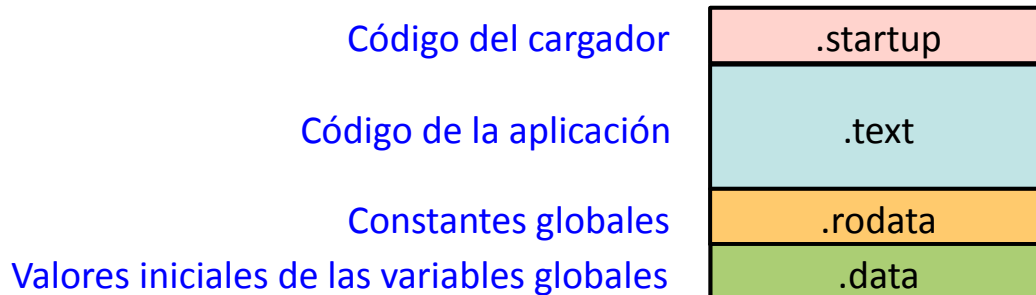 Código del cargador .startup
Código de la aplicación .text
Constantes globales .rodata
Valores iniciales de las variables globales .data